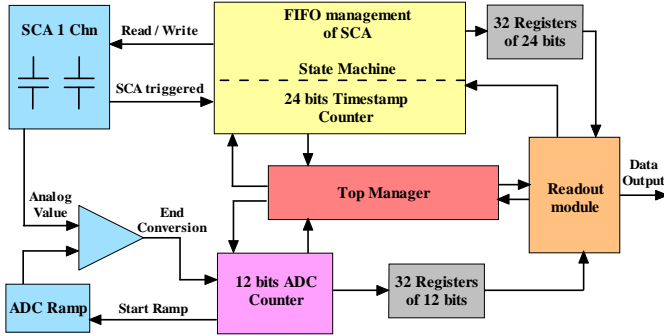 SCA 1 Chn
Read / Write
SCA triggered
FIFO management
of SCA
State Machine
24 bits Timestamp
Counter
32 Registers
of 24 bits
Top Manager
Readout
module
Data
Output
Analog
Value
End
Conversion
12 bits ADC
Counter
32 Registers
of 12 bits
ADC Ramp
Start Ramp